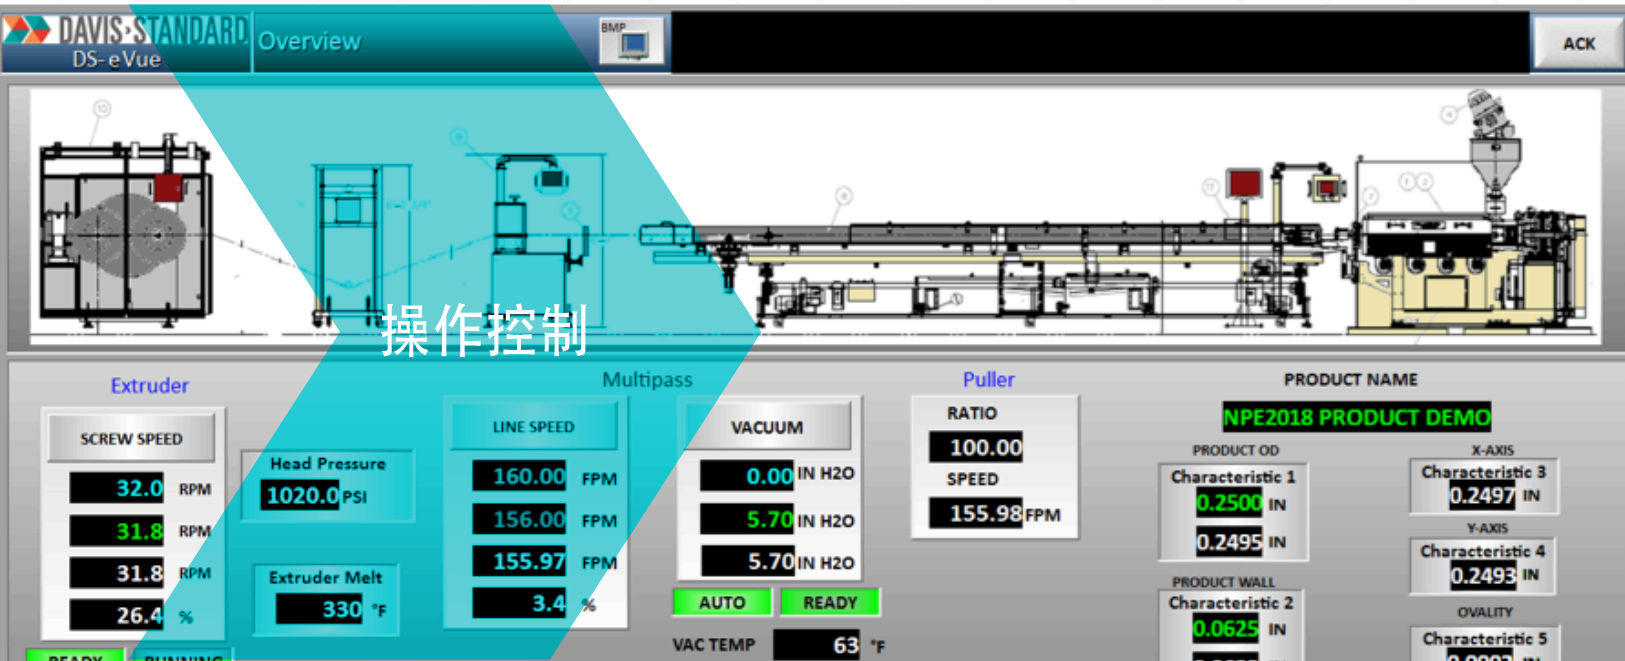 DAVIS-STANDARD
DS-eVue
Overview
BMP
ACK
10
操作控制
Extruder
Multipass
Puller
PRODUCT NAME
SCREW SPEED
32.0 RPM
31.8 RPM
31.8 RPM
26.4 %
READY RUNNING
Head Pressure
1020.0 PSI
Extruder Melt
330 °F
LINE SPEED
160.00 FPM
156.00 FPM
155.97 FPM
3.4 %
VACUUM
0.00 IN H2O
5.70 IN H2O
5.70 IN H2O
AUTO READY
VAC TEMP 63 °F
RATIO
100.00
SPEED
155.98 FPM
NPE2018 PRODUCT DEMO
PRODUCT OD
Characteristic 1
0.2500 IN
0.2495 IN
PRODUCT WALL
Characteristic 2
0.0625 IN
X-AXIS
Characteristic 3
0.2497 IN
Y-AXIS
Characteristic 4
0.2493 IN
OVALITY
Characteristic 5